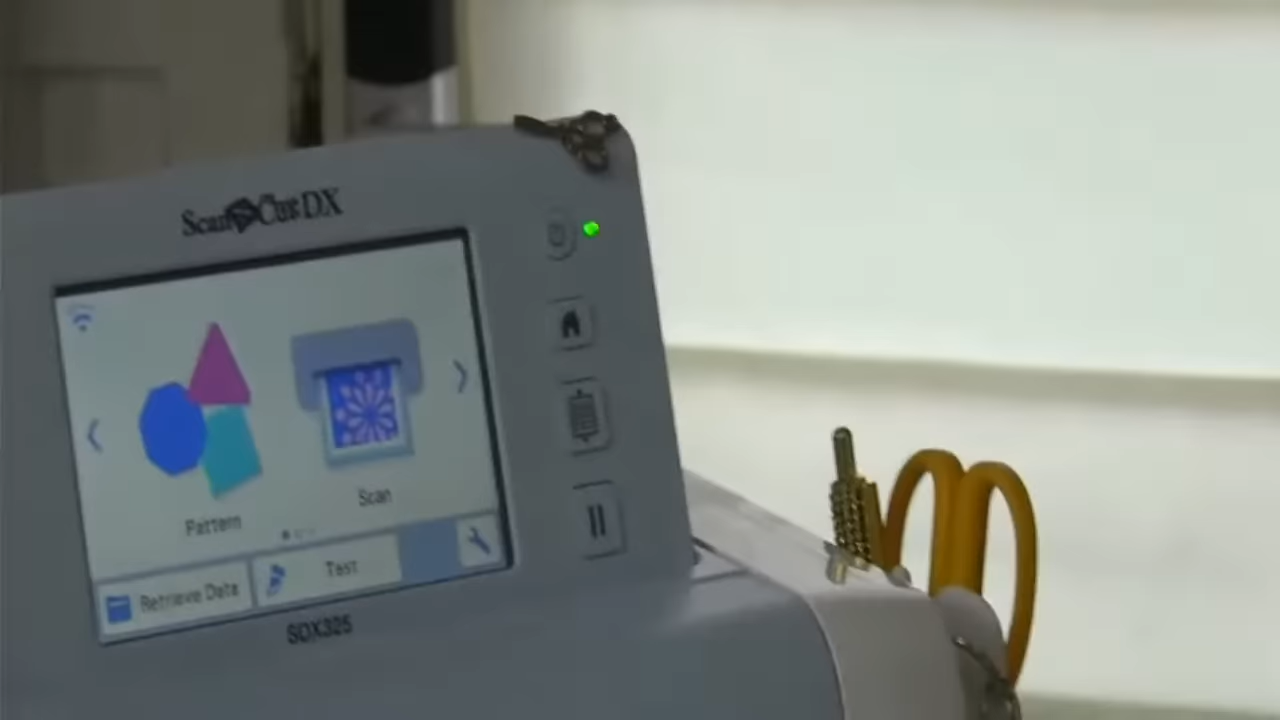 ScanNCut DX
Pattern
Scan
Retrieve Data
Test
SDX325